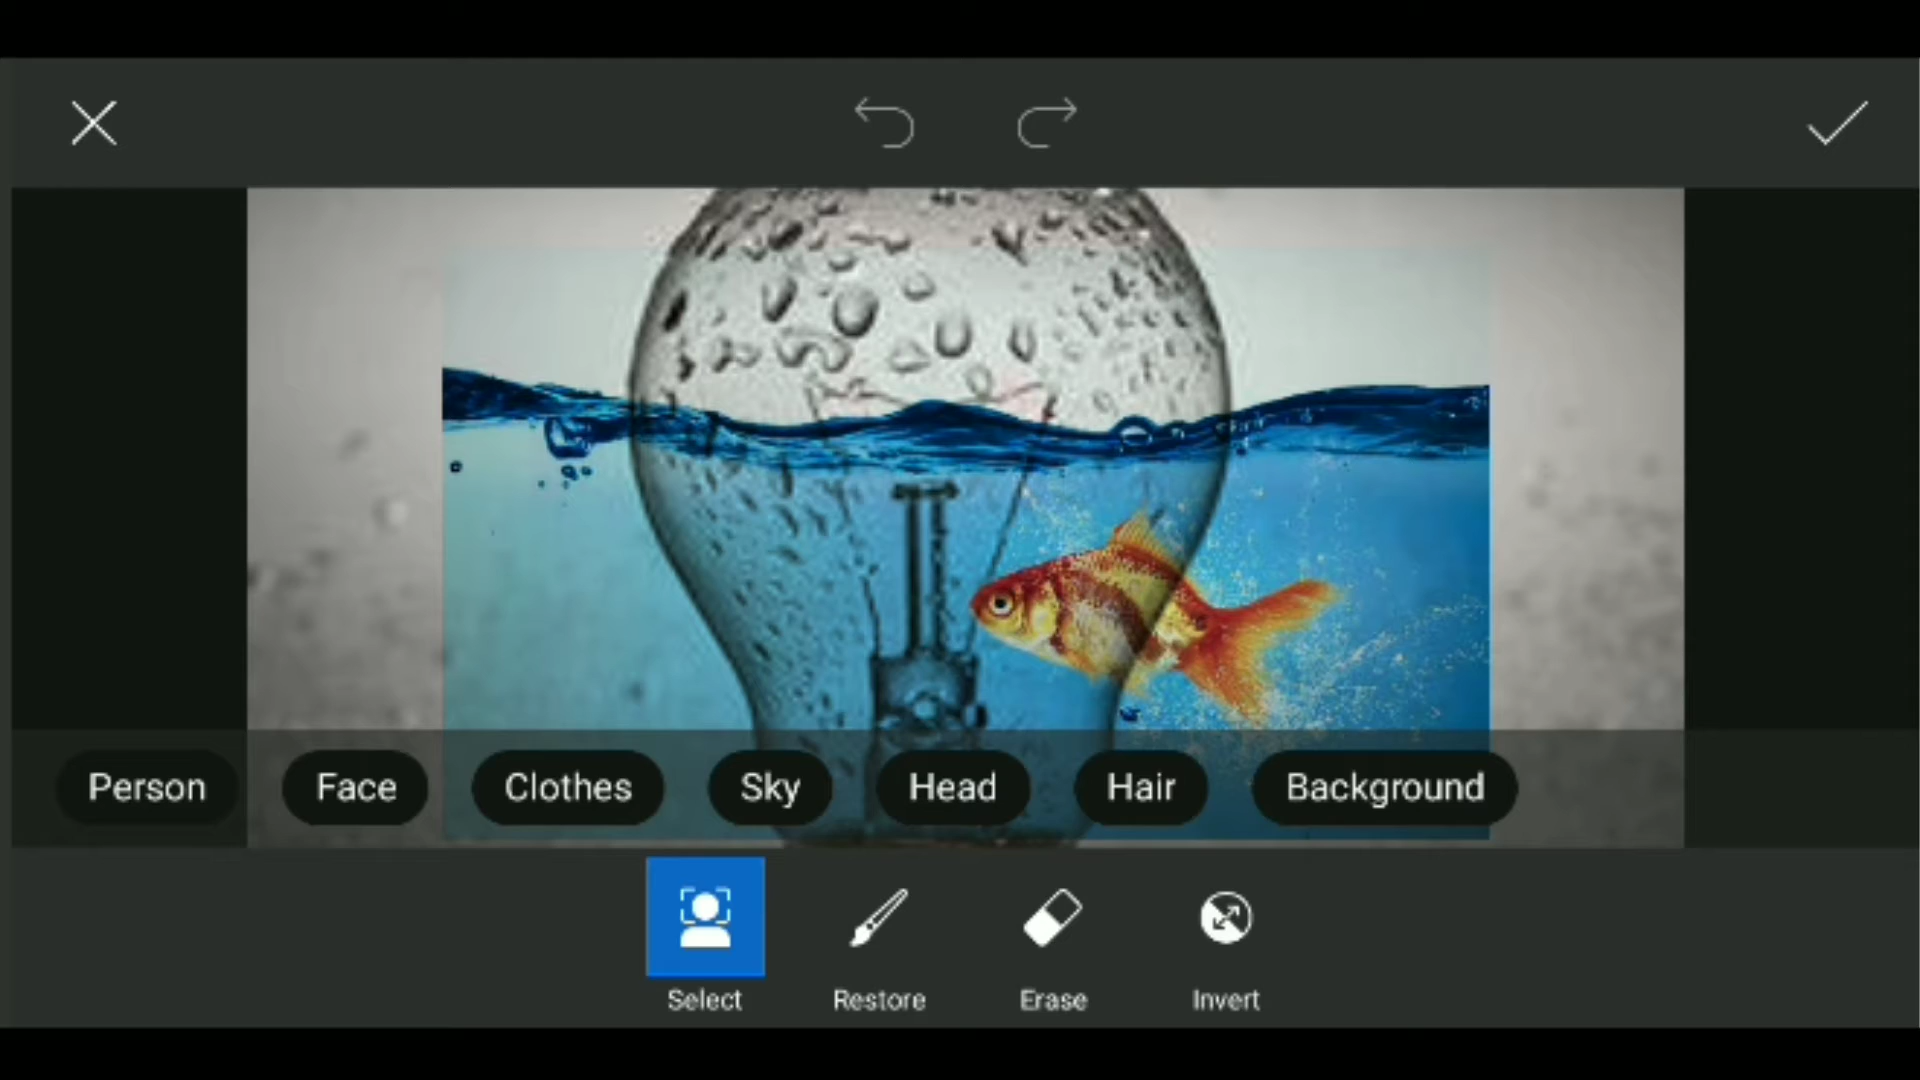 Person Face Clothes Sky Head Hair Background
Select Restore Erase Invert